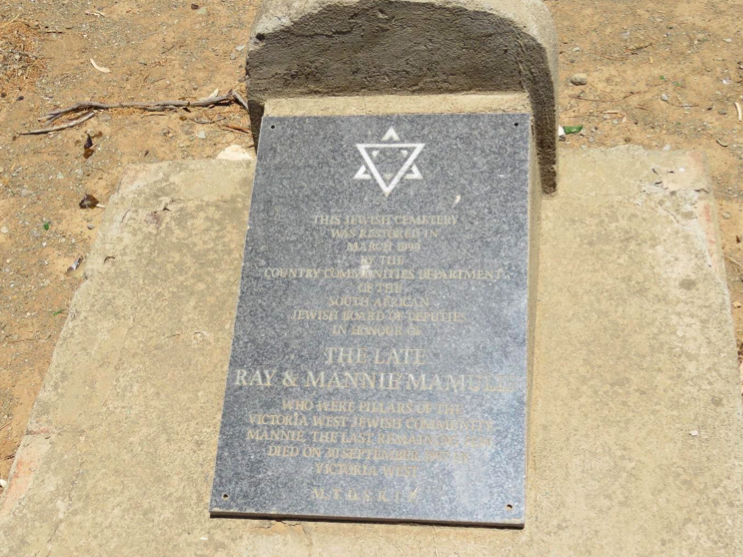 THIS JEWISH CEMETERY
WAS RESTORED IN
MARCH
BY THE
COUNTRY COMMUNITIES DEPARTMENT
OF THE
SOUTH AFRICAN
JEWISH BOARD OF DEPUTIES
IN HONOUR OF
THE LATE
RAY & MANNIE
WHO WERE PILLARS OF THE
VICTORIA WEST JEWISH COMMUNITY
MANNIE, THE LAST
DIED ON 30 SEPTEMBER
VICTORIA WEST